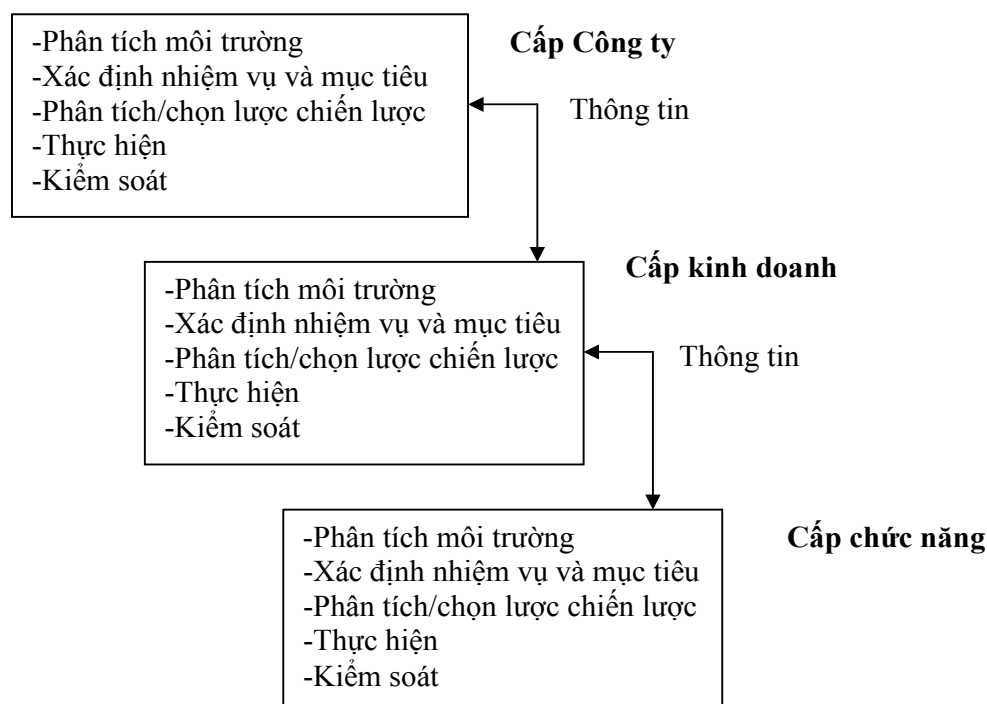 -Phân tích môi trường
-Xác định nhiệm vụ và mục tiêu
-Phân tích/chọn lược chiến lược
-Thực hiện
-Kiểm soát
Cấp Công ty
Thông tin
Cấp kinh doanh
-Phân tích môi trường
-Xác định nhiệm vụ và mục tiêu
-Phân tích/chọn lược chiến lược
-Thực hiện
-Kiểm soát
Thông tin
Cấp chức năng
-Phân tích môi trường
-Xác định nhiệm vụ và mục tiêu
-Phân tích/chọn lược chiến lược
-Thực hiện
-Kiểm soát